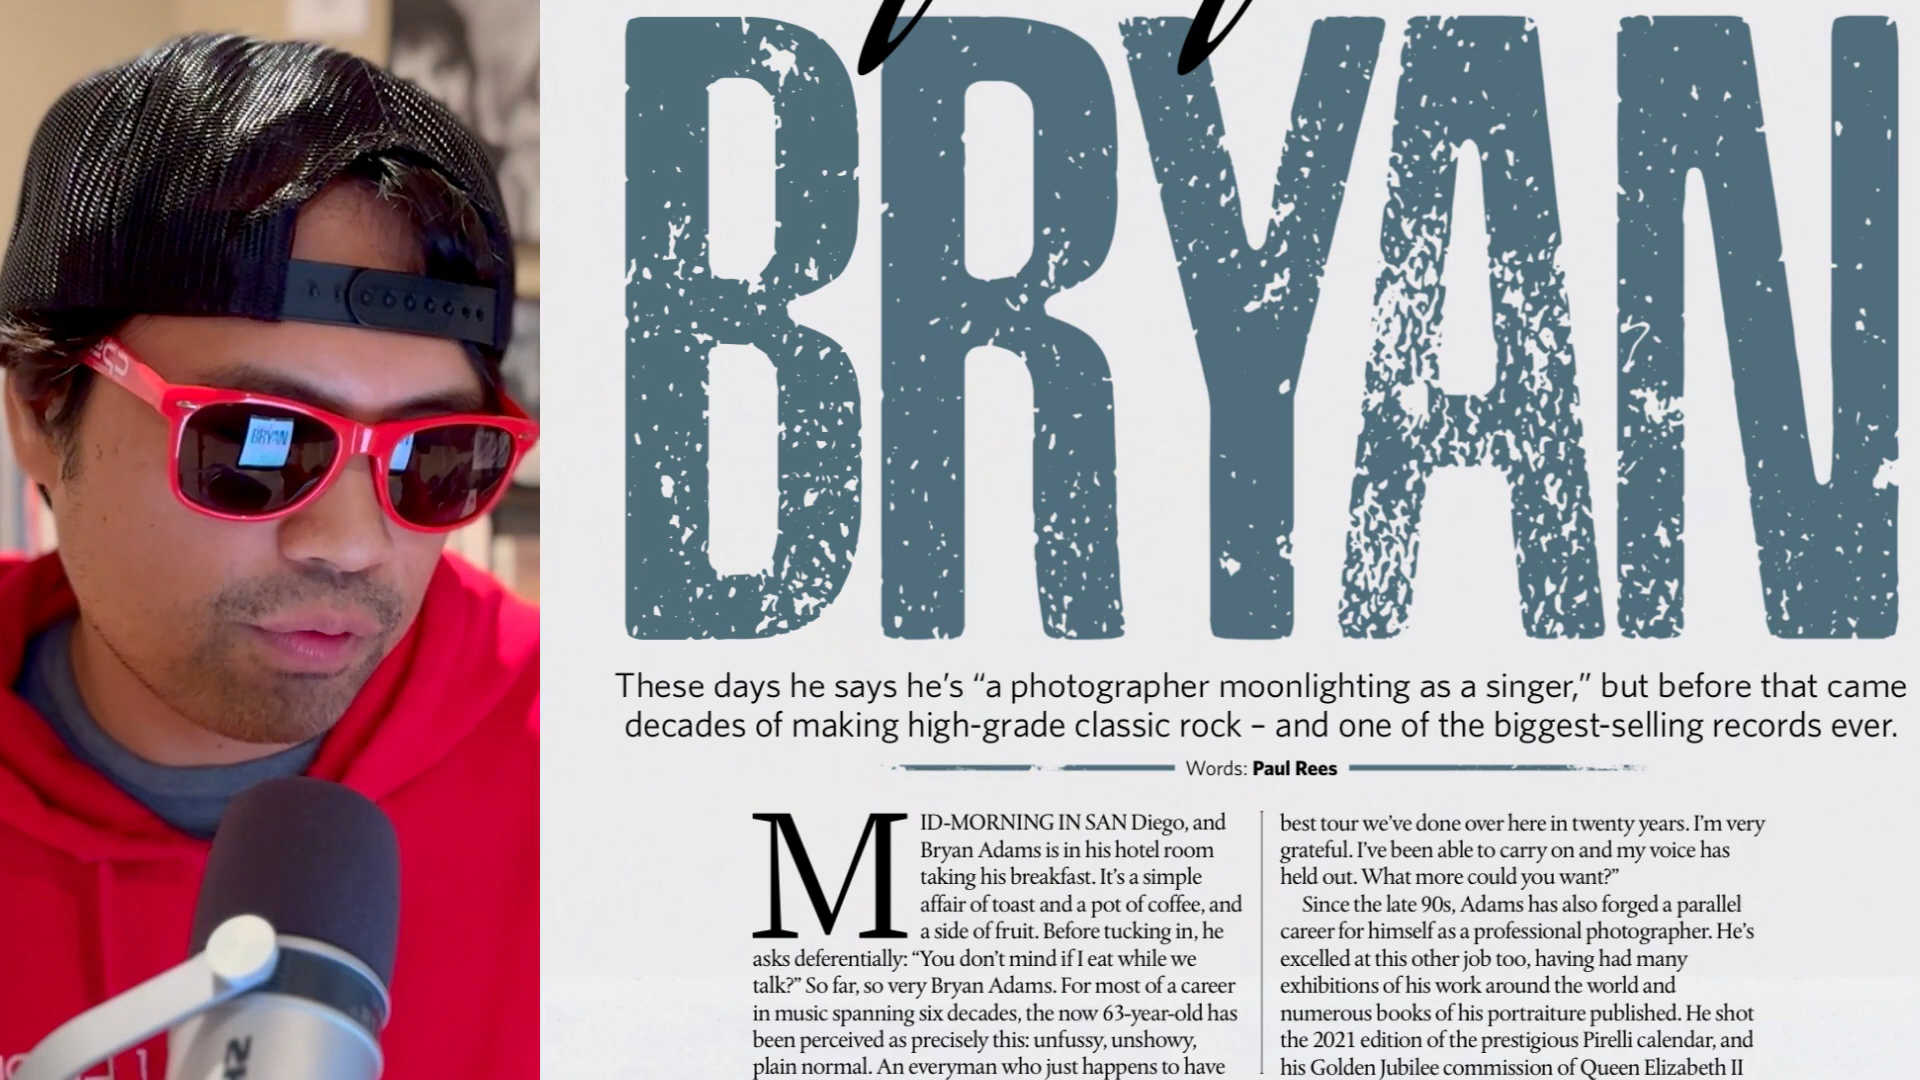 BRYAN
These days he says he's “a photographer moonlighting as a singer,” but before that came
decades of making high-grade classic rock – and one of the biggest-selling records ever.
Words: Paul Rees
MID-MORNING IN SAN Diego, and
Bryan Adams is in his hotel room
taking his breakfast. It's a simple
affair of toast and a pot of coffee, and
a side of fruit. Before tucking in, he
asks deferentially: “You don't mind if I eat while we
talk?” So far, so very Bryan Adams. For most of a career
in music spanning six decades, the now 63-year-old has
been perceived as precisely this: unfussy, unshowy,
plain normal. An everyman who just happens to have
best tour we've done over here in twenty years. I'm very
grateful. I've been able to carry on and my voice has
held out. What more could you want?”
Since the late 90s, Adams has also forged a parallel
career for himself as a professional photographer. He's
excelled at this other job too, having had many
exhibitions of his work around the world and
numerous books of his portraiture published. He shot
the 2021 edition of the prestigious Pirelli calendar, and
his Golden Jubilee commission of Queen Elizabeth II
BRYAN